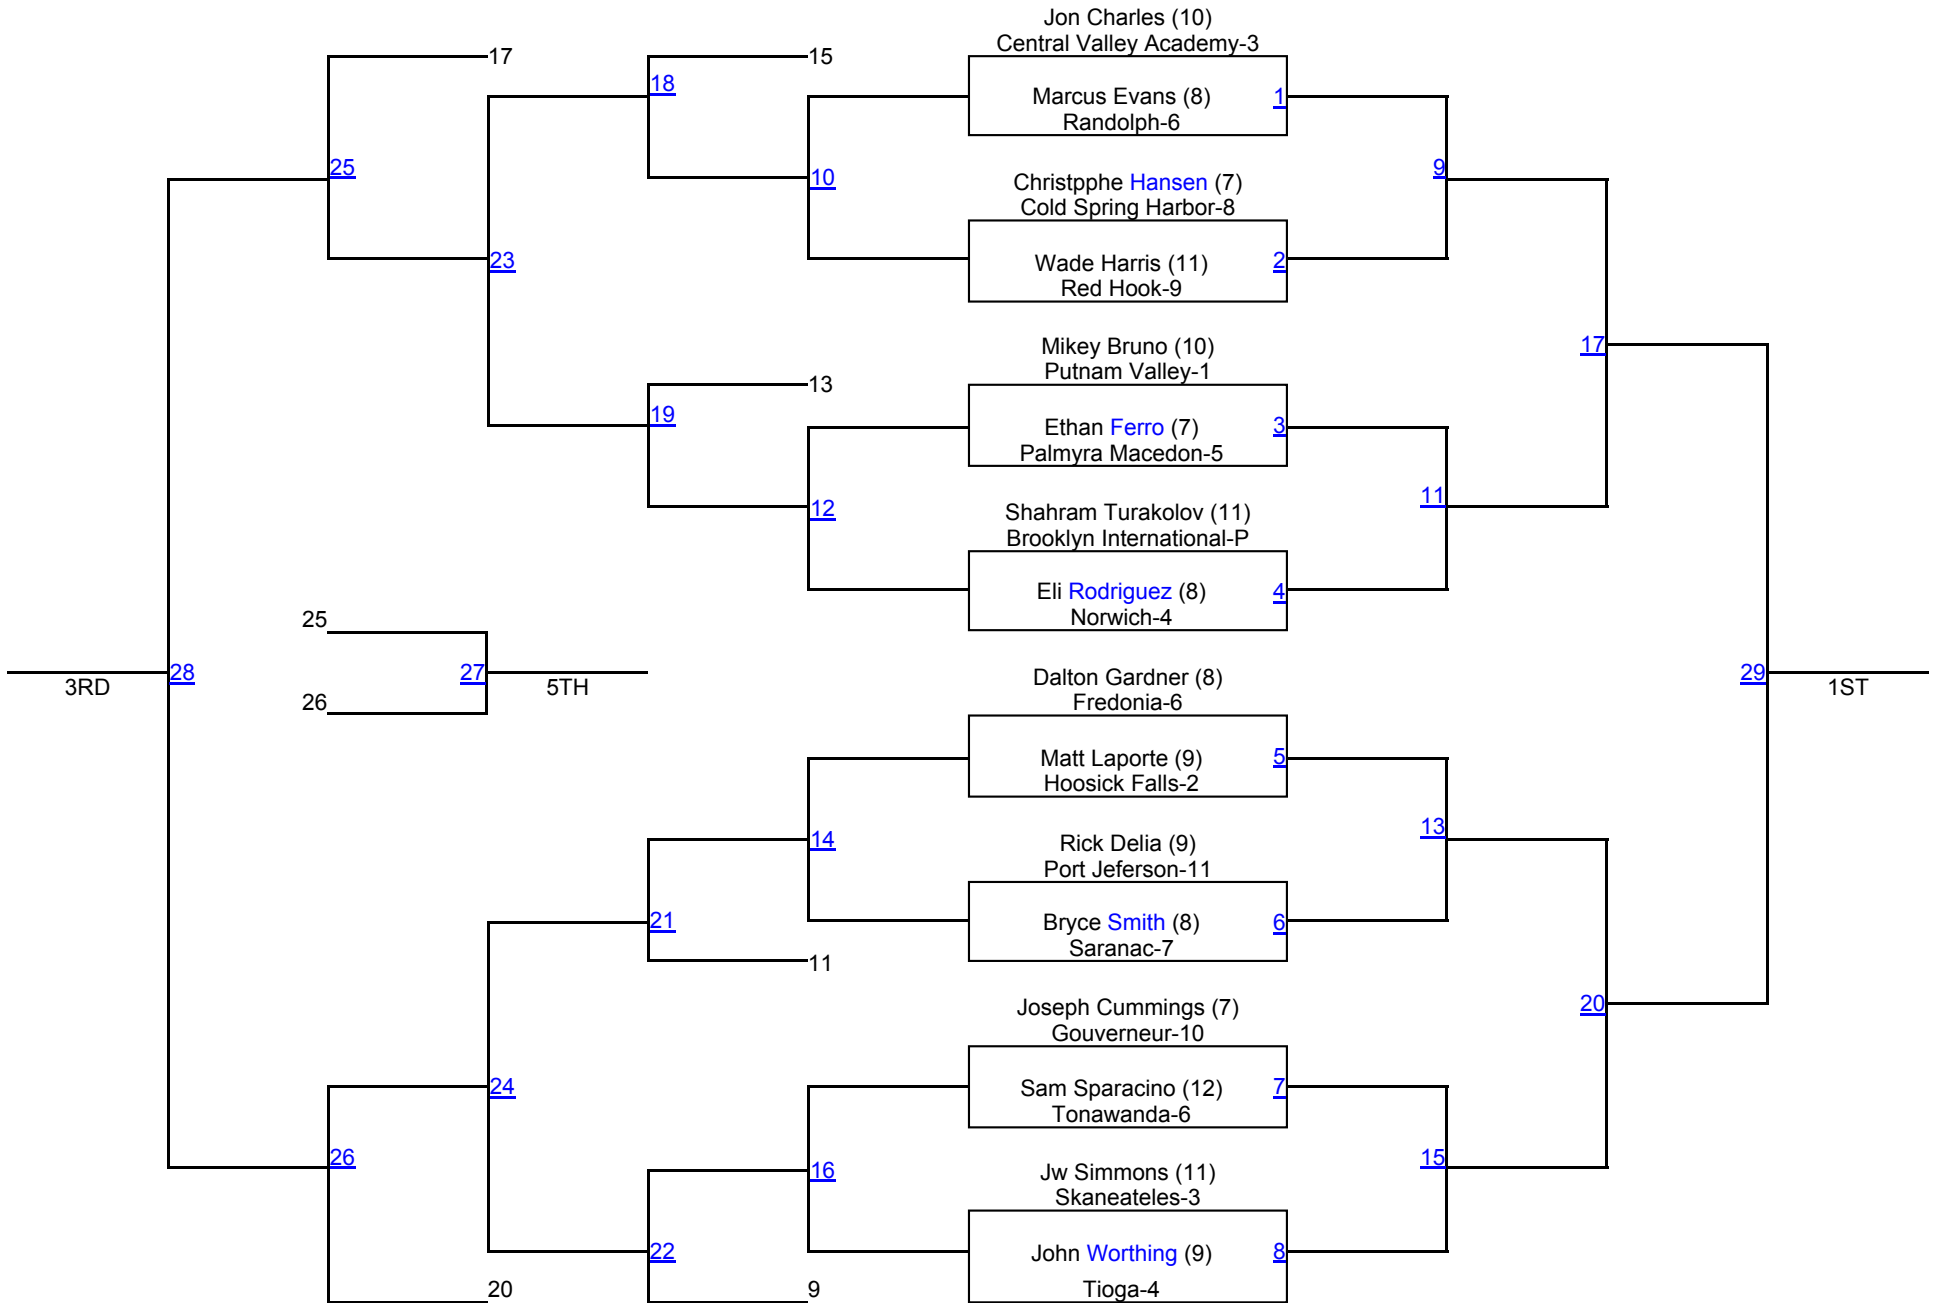 Jon Charles (10)
Central Valley Academy-3
17
15
18
Marcus Evans (8)
1
Randolph-6
25
10
9
Christpphe Hansen (7)
Cold Spring Harbor-8
23
Wade Harris (11)
2
Red Hook-9
Mikey Bruno (10)
17
Putnam Valley-1
13
19
Ethan Ferro (7)
3
Palmyra Macedon-5
12
11
Shahram Turakolov (11)
Brooklyn International-P
Eli Rodriguez (8)
4
Norwich-4
25
28
3RD
27
5TH
26
Dalton Gardner (8)
Fredonia-6
29
1ST
Matt Laporte (9)
5
Hoosick Falls-2
14
13
Rick Delia (9)
Port Jeferson-11
21
Bryce Smith (8)
6
Saranac-7
11
Joseph Cummings (7)
Gouverneur-10
20
24
Sam Sparacino (12)
7
Tonawanda-6
26
16
15
Jw Simmons (11)
Skaneateles-3
22
John Worthing (9)
8
20
9
Tioga-4